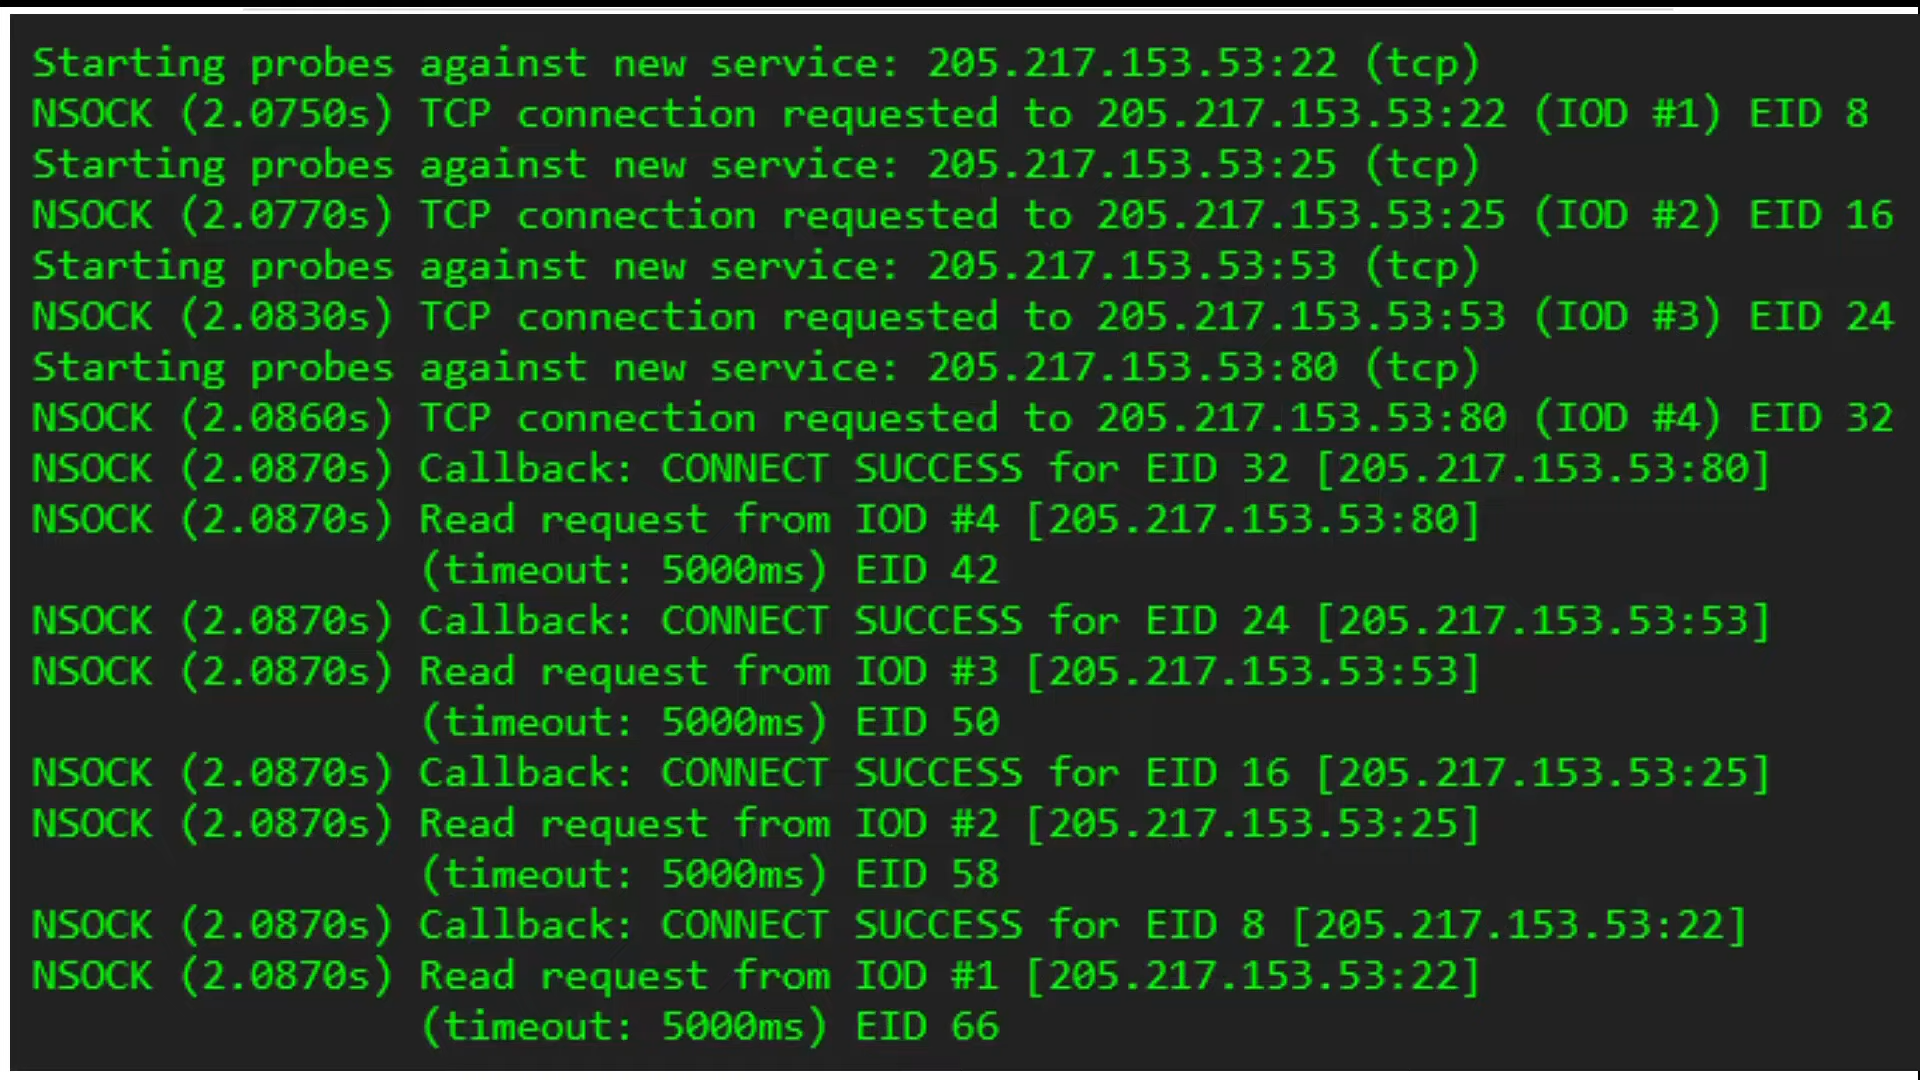 Starting probes against new service: 205.217.153.53:22 (tcp)
NSOCK (2.0750s) TCP connection requested to 205.217.153.53:22 (IOD #1) EID 8
Starting probes against new service: 205.217.153.53:25 (tcp)
NSOCK (2.0770s) TCP connection requested to 205.217.153.53:25 (IOD #2) EID 16
Starting probes against new service: 205.217.153.53:53 (tcp)
NSOCK (2.0830s) TCP connection requested to 205.217.153.53:53 (IOD #3) EID 24
Starting probes against new service: 205.217.153.53:80 (tcp)
NSOCK (2.0860s) TCP connection requested to 205.217.153.53:80 (IOD #4) EID 32
NSOCK (2.0870s) Callback: CONNECT SUCCESS for EID 32 [205.217.153.53:80]
NSOCK (2.0870s) Read request from IOD #4 [205.217.153.53:80]
(timeout: 5000ms) EID 42
NSOCK (2.0870s) Callback: CONNECT SUCCESS for EID 24 [205.217.153.53:53]
NSOCK (2.0870s) Read request from IOD #3 [205.217.153.53:53]
(timeout: 5000ms) EID 50
NSOCK (2.0870s) Callback: CONNECT SUCCESS for EID 16 [205.217.153.53:25]
NSOCK (2.0870s) Read request from IOD #2 [205.217.153.53:25]
(timeout: 5000ms) EID 58
NSOCK (2.0870s) Callback: CONNECT SUCCESS for EID 8 [205.217.153.53:22]
NSOCK (2.0870s) Read request from IOD #1 [205.217.153.53:22]
(timeout: 5000ms) EID 66